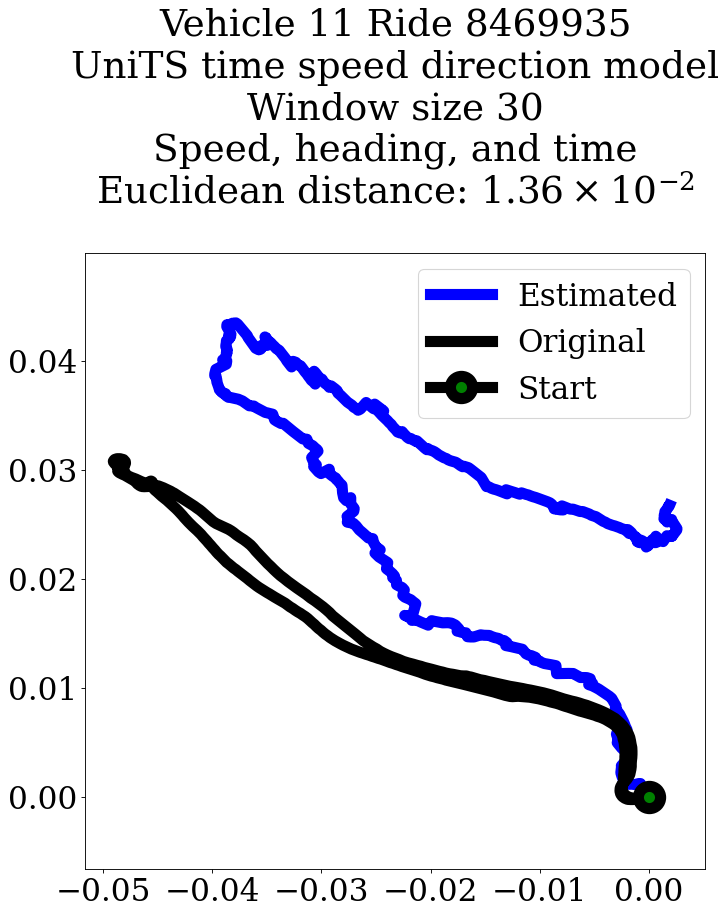 Vehicle 11 Ride 8469935
UniTS time speed direction model
Window size 30
Speed, heading, and time
Euclidean distance: 1.36 × 10⁻²
Estimated
Original
Start
0.04
0.03
0.02
0.01
0.00
−0.05 −0.04 −0.03 −0.02 −0.01 0.00